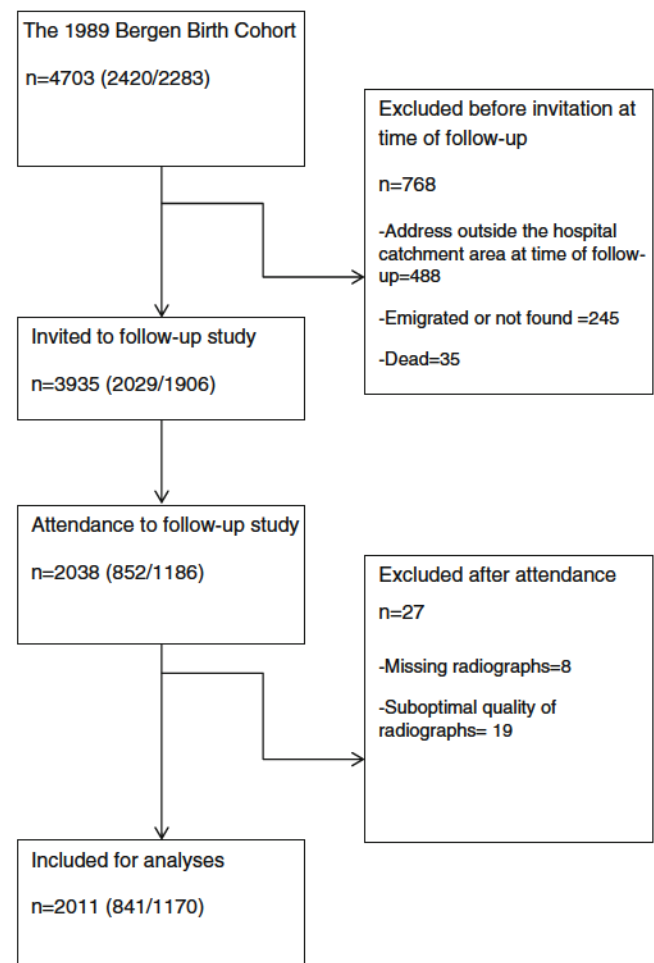 The 1989 Bergen Birth Cohort
n=4703 (2420/2283)
Excluded before invitation at
time of follow-up
n=768
-Address outside the hospital
catchment area at time of follow-
up=488
-Emigrated or not found =245
-Dead=35
Invited to follow-up study
n=3935 (2029/1906)
Attendance to follow-up study
n=2038 (852/1186)
Excluded after attendance
n=27
-Missing radiographs=8
-Suboptimal quality of
radiographs= 19
Included for analyses
n=2011 (841/1170)